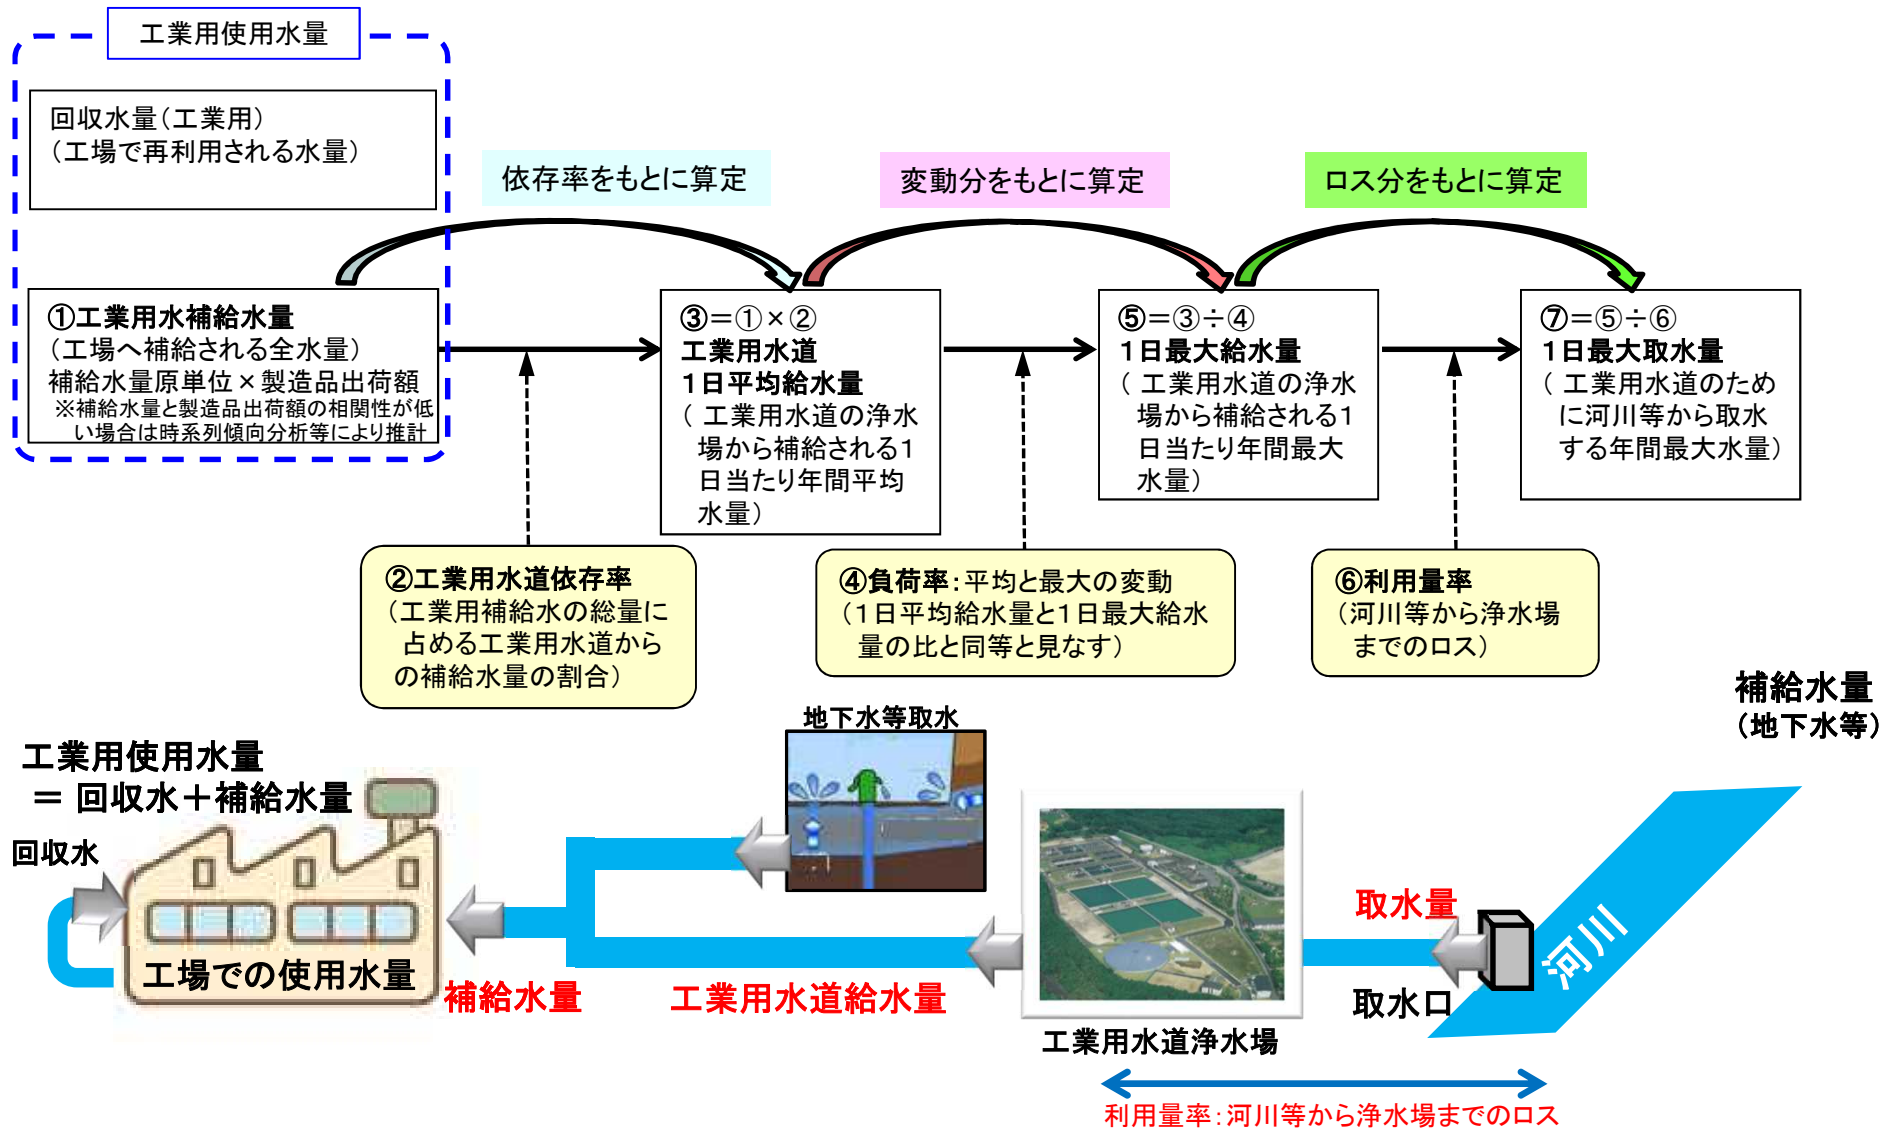 工業用使用水量
回収水量(工業用)
(工場で再利用される水量)
依存率をもとに算定
変動分をもとに算定
ロス分をもとに算定
①工業用水補給水量
(工場へ補給される全水量)
補給水量原単位×製造品出荷額
※補給水量と製造品出荷額の相関性が低
い場合は時系列傾向分析等により推計
③=①×②
工業用水道
1日平均給水量
( 工業用水道の浄水
場から補給される1
日当たり年間平均
水量)
⑤=③÷④
1日最大給水量
( 工業用水道の浄水
場から補給される1
日当たり年間最大
水量)
⑦=⑤÷⑥
1日最大取水量
( 工業用水道のため
に河川等から取水
する年間最大水量)
②工業用水道依存率
(工業用補給水の総量に
占める工業用水道から
の補給水量の割合)
④負荷率:平均と最大の変動
(1日平均給水量と1日最大給水
量の比と同等と見なす)
⑥利用量率
(河川等から浄水場
までのロス)
補給水量
(地下水等)
地下水等取水
工業用使用水量
= 回収水+補給水量
回収水
工場での使用水量
補給水量
工業用水道給水量
工業用水道浄水場
取水量
取水口
河川
利用量率:河川等から浄水場までのロス